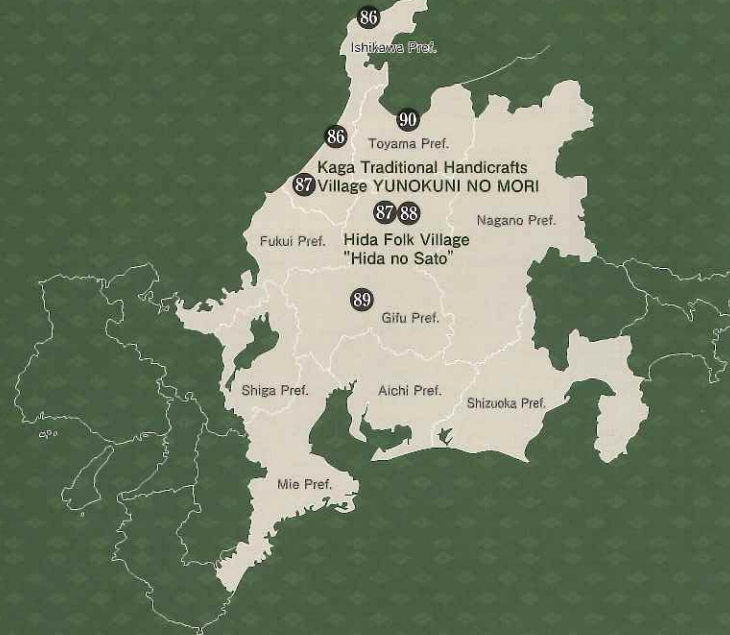 86
Ishikawa Pref.
90
86
Toyama Pref.
Kaga Traditional Handicrafts
87 Village YUNOKUNI NO MORI
87 88
Nagano Pref.
Fukui Pref.
Hida Folk Village
"Hida no Sato"
89
Gifu Pref.
Shiga Pref.
Aichi Pref.
Shizuoka Pref.
Mie Pref.